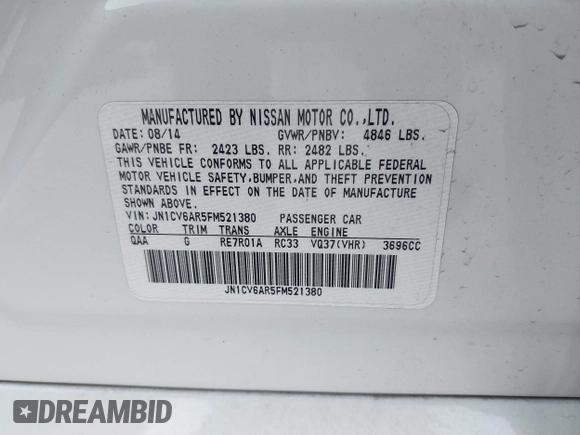 MANUFACTURED BY NISSAN MOTOR CO.,LTD.
DATE: 08/14 GVWR/PNBV: 4846 LBS.
GAWR/PNBE FR: 2423 LBS. RR: 2482 LBS.
THIS VEHICLE CONFORMS TO ALL APPLICABLE FEDERAL
MOTOR VEHICLE SAFETY,BUMPER,AND THEFT PREVENTION
STANDARDS IN EFFECT ON THE DATE OF MANUFACTURE
SHOWN ABOVE.
VIN: JN1CV6AR5FM521380 PASSENGER CAR
COLOR TRIM TRANS AXLE ENGINE
QAA G RE7R01A RC33 VQ37(VHR) 3696CC
JN1CV6AR5FM521380
DREAMBID